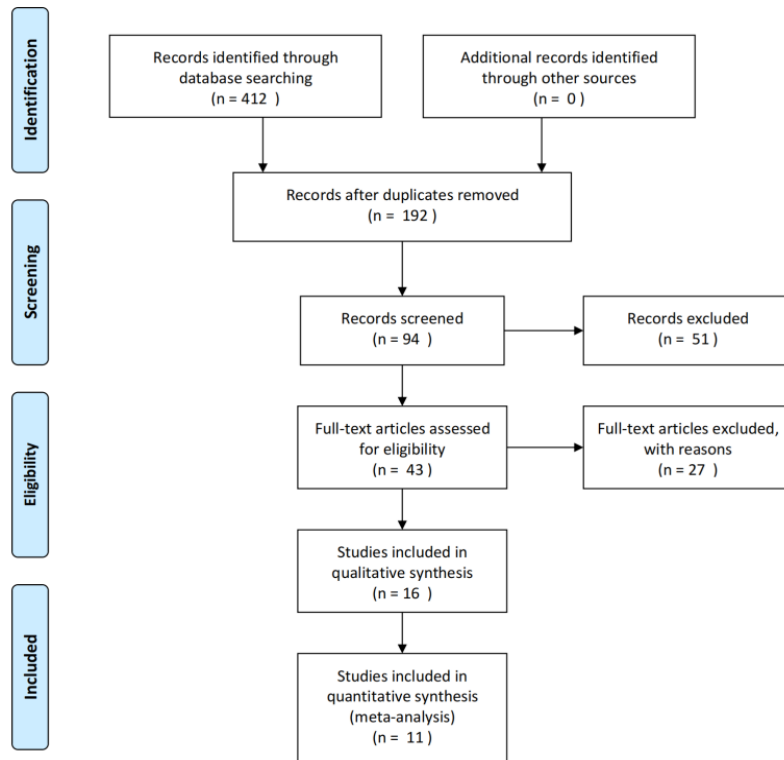 Identification
Records identified through
database searching
(n = 412 )
Additional records identified
through other sources
(n = 0 )
Records after duplicates removed
(n = 192 )
Screening
Records screened
(n = 94 )
Records excluded
(n = 51 )
Eligibility
Full-text articles assessed
for eligibility
(n = 43 )
Full-text articles excluded,
with reasons
(n = 27 )
Studies included in
qualitative synthesis
(n = 16 )
Included
Studies included in
quantitative synthesis
(meta-analysis)
(n = 11 )